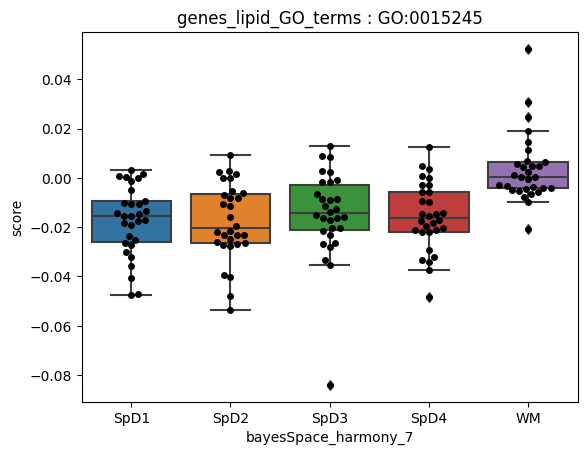 genes_lipid_GO_terms : GO:0015245
0.04
0.02
0.00
−0.02
−0.04
−0.06
−0.08
score
SpD1 SpD2 SpD3 SpD4 WM
bayesSpace_harmony_7